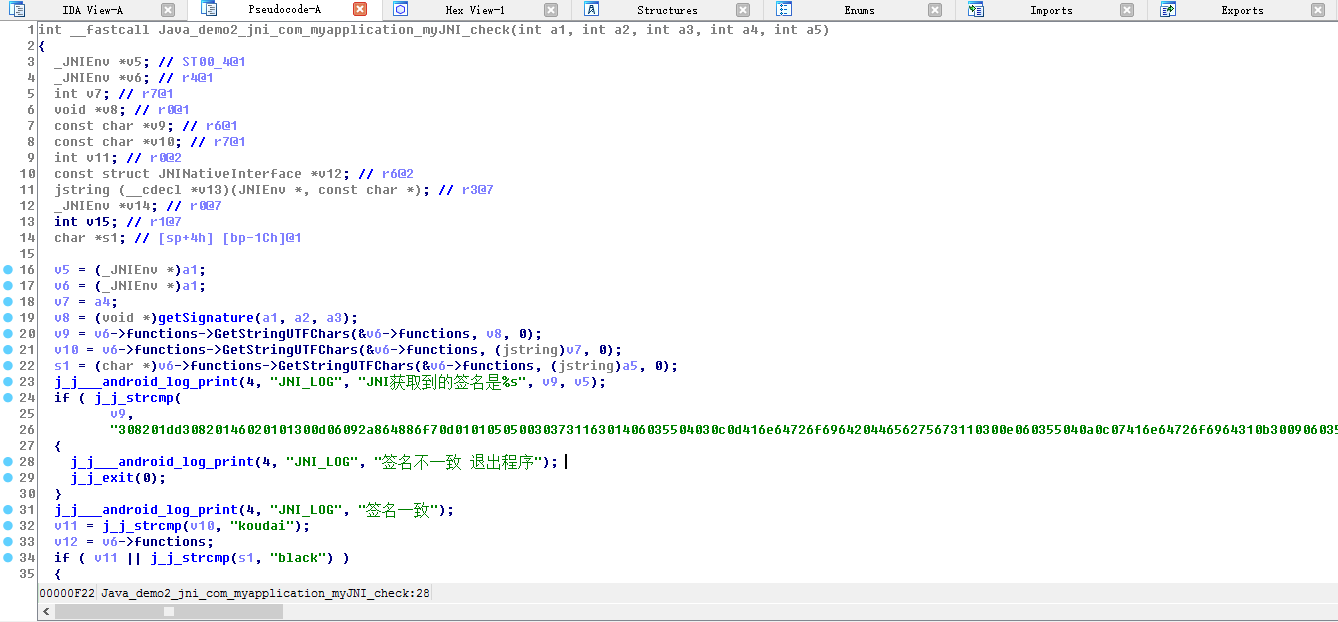 IDA View-A Pseudocode-A Hex View-1 Structures Enums Imports Exports
1 int __fastcall Java_demo2_jni_com_myapplication_myJNI_check(int a1, int a2, int a3, int a4, int a5)
2 {
3 _JNIEnv *v5; // ST00_4@1
4 _JNIEnv *v6; // r4@1
5 int v7; // r7@1
6 void *v8; // r0@1
7 const char *v9; // r6@1
8 const char *v10; // r7@1
9 int v11; // r0@2
10 const struct JNINativeInterface *v12; // r6@2
11 jstring (__cdecl *v13)(JNIEnv *, const char *); // r3@7
12 _JNIEnv *v14; // r0@7
13 int v15; // r1@7
14 char *s1; // [sp+4h] [bp-1Ch]@1
15
16 v5 = (_JNIEnv *)a1;
17 v6 = (_JNIEnv *)a1;
18 v7 = a4;
19 v8 = (void *)getSignature(a1, a2, a3);
20 v9 = v6->functions->GetStringUTFChars(&v6->functions, v8, 0);
21 v10 = v6->functions->GetStringUTFChars(&v6->functions, (jstring)v7, 0);
22 s1 = (char *)v6->functions->GetStringUTFChars(&v6->functions, (jstring)a5, 0);
23 j_j___android_log_print(4, "JNI_LOG", "JNI获取到的签名是%s", v9, v5);
24 if ( j_j_strcmp(
25 v9,
26 "308201dd30820146020101300d06092a864886f70d010105050030373116301406035504030c0d416e64726f69642044656275673110300e060355040a0c07416e64726f6964310b300906035
27 {
28 j_j___android_log_print(4, "JNI_LOG", "签名不一致 退出程序");
29 j_j_exit(0);
30 }
31 j_j___android_log_print(4, "JNI_LOG", "签名一致");
32 v11 = j_j_strcmp(v10, "koudai");
33 v12 = v6->functions;
34 if ( v11 || j_j_strcmp(s1, "black") )
35 {
00000F22 Java_demo2_jni_com_myapplication_myJNI_check:28